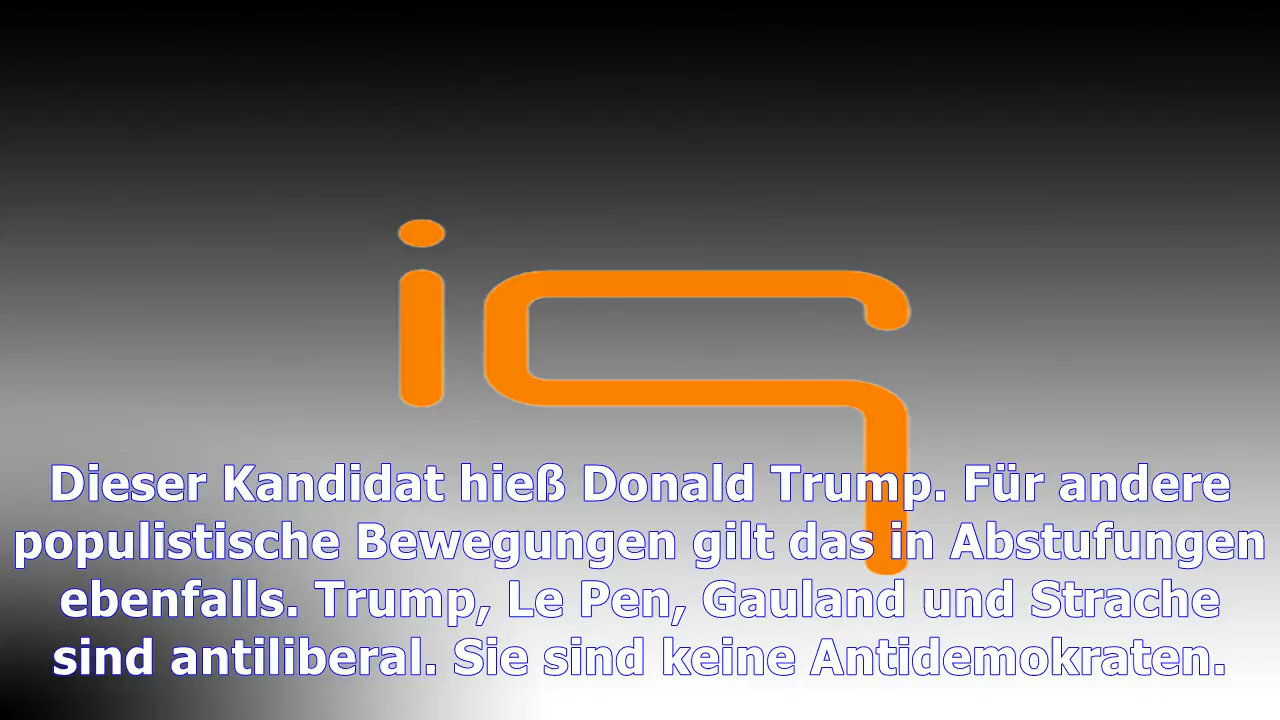 iq
Dieser Kandidat hieß Donald Trump. Für andere
populistische Bewegungen gilt das in Abstufungen
ebenfalls. Trump, Le Pen, Gauland und Strache
sind antiliberal. Sie sind keine Antidemokraten.